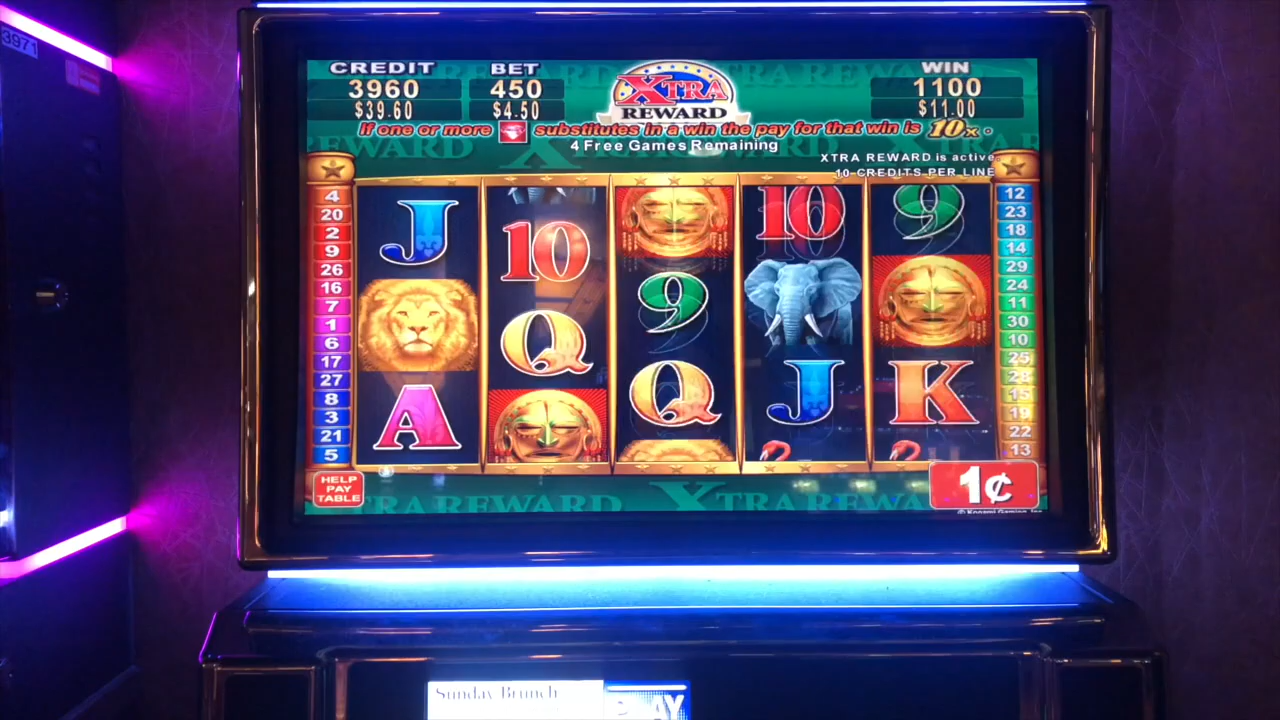 3971
CREDIT
3960
$39.60
BET
450
$4.50
XTRA
REWARD
WIN
1100
$11.00
If one or more substitutes in a win the pay for that win is 10x.
4 Free Games Remaining
XTRA REWARD is active.
10 CREDITS PER LINE
4
20
2
9
26
16
7
1
6
17
27
8
3
21
5
J
A
10
Q
9
Q
10
J
9
K
12
23
18
14
29
24
11
30
10
25
28
15
19
22
13
HELP
PAY
TABLE
XTRA REWARD
1¢
© Konami Gaming, Inc.
Sunday Brunch